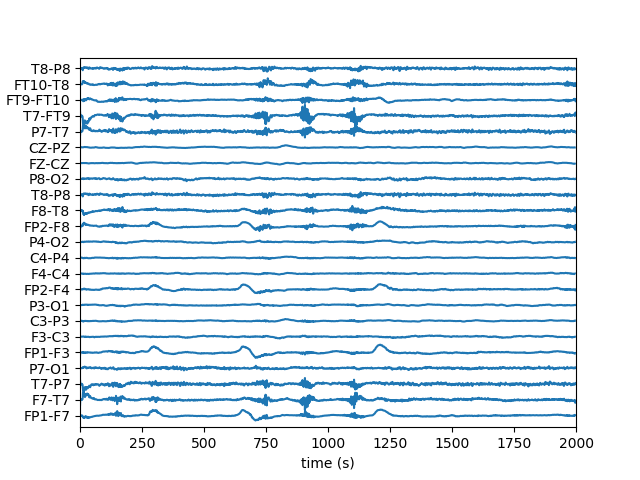 T8-P8
FT10-T8
FT9-FT10
T7-FT9
P7-T7
CZ-PZ
FZ-CZ
P8-O2
T8-P8
F8-T8
FP2-F8
P4-O2
C4-P4
F4-C4
FP2-F4
P3-O1
C3-P3
F3-C3
FP1-F3
P7-O1
T7-P7
F7-T7
FP1-F7
0 250 500 750 1000 1250 1500 1750 2000
time (s)